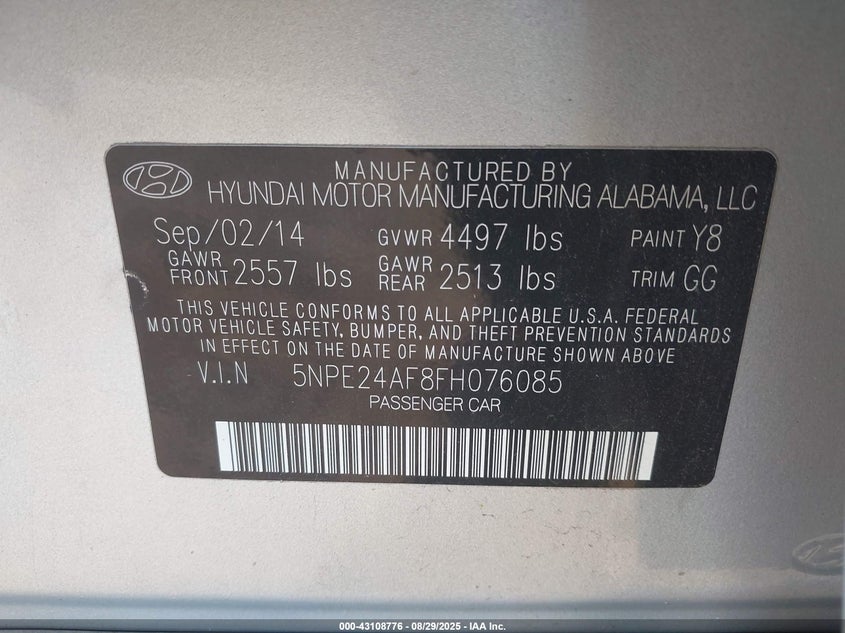 MANUFACTURED BY
HYUNDAI MOTOR MANUFACTURING ALABAMA, LLC
Sep/02/14 GVWR 4497 lbs PAINT Y8
GAWR FRONT 2557 lbs GAWR REAR 2513 lbs TRIM GG
THIS VEHICLE CONFORMS TO ALL APPLICABLE U.S.A. FEDERAL
MOTOR VEHICLE SAFETY, BUMPER, AND THEFT PREVENTION STANDARDS
IN EFFECT ON THE DATE OF MANUFACTURE SHOWN ABOVE.
V.I.N 5NPE24AF8FH076085
PASSENGER CAR
000-43108776 - 08/29/2025 - IAA Inc.